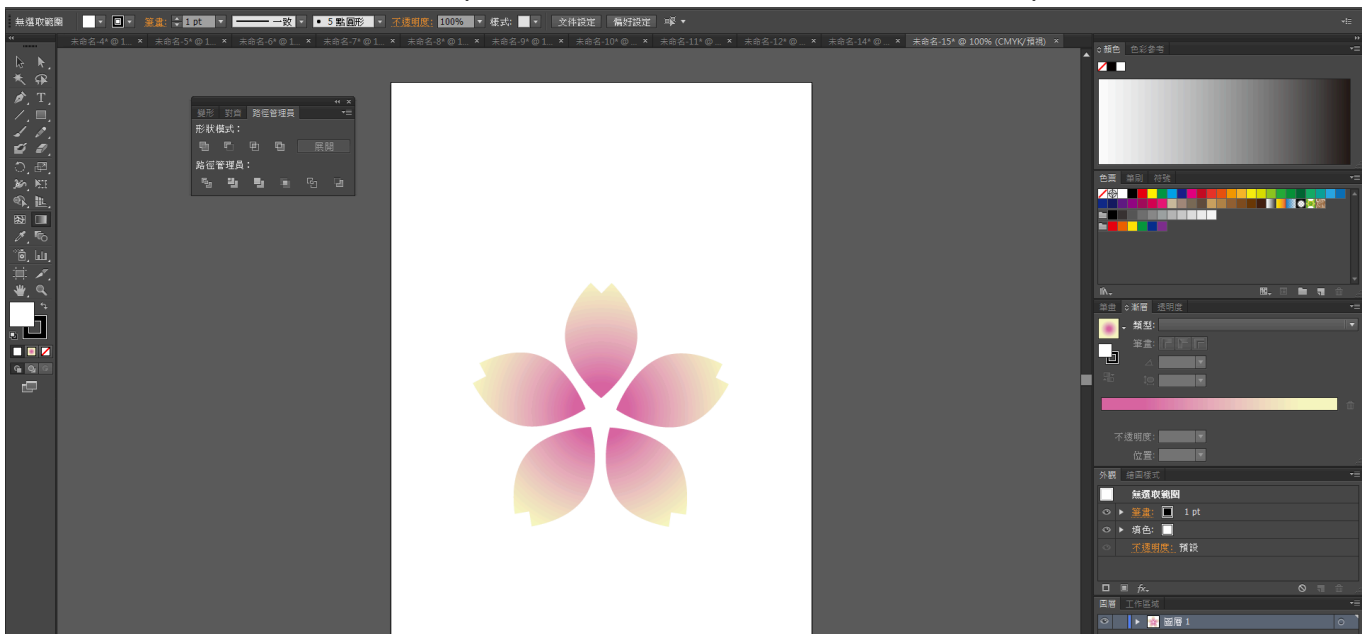 無選取範圍 筆畫: 1 pt 一致 5 點圓形 不透明度: 100% 樣式: 文件設定 偏好設定
未命名-4* @ 1... × 未命名-5* @ 1... × 未命名-6* @ 1... × 未命名-7* @ 1... × 未命名-8* @ 1... × 未命名-9* @ 1... × 未命名-10* @ ... × 未命名-11* @ ... × 未命名-12* @ ... × 未命名-14* @ ... × 未命名-15* @ 100% (CMYK/預視) ×
變形 對齊 路徑管理員
形狀模式：
展開
路徑管理員：
顏色 色彩參考
色票 筆刷 符號
筆畫 漸層 透明度
類型:
筆畫:
不透明度:
位置:
外觀 繪圖樣式
無選取範圍
筆畫: 1 pt
填色:
不透明度: 預設
fx.
圖層 工作區域
圖層 1